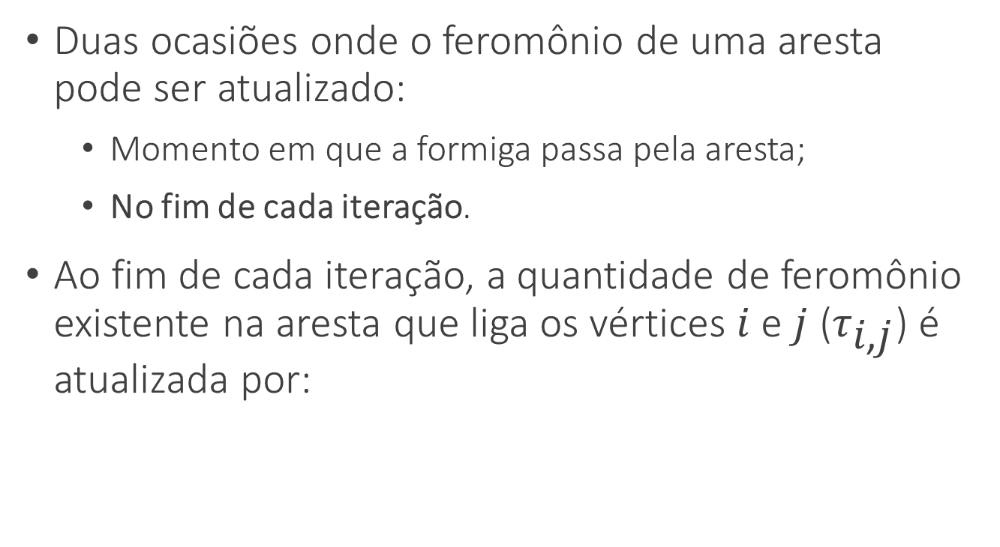 • Duas ocasiões onde o feromônio de uma aresta
pode ser atualizado:
• Momento em que a formiga passa pela aresta;
• No fim de cada iteração.
• Ao fim de cada iteração, a quantidade de feromônio
existente na aresta que liga os vértices i e j (τi,j) é
atualizada por: